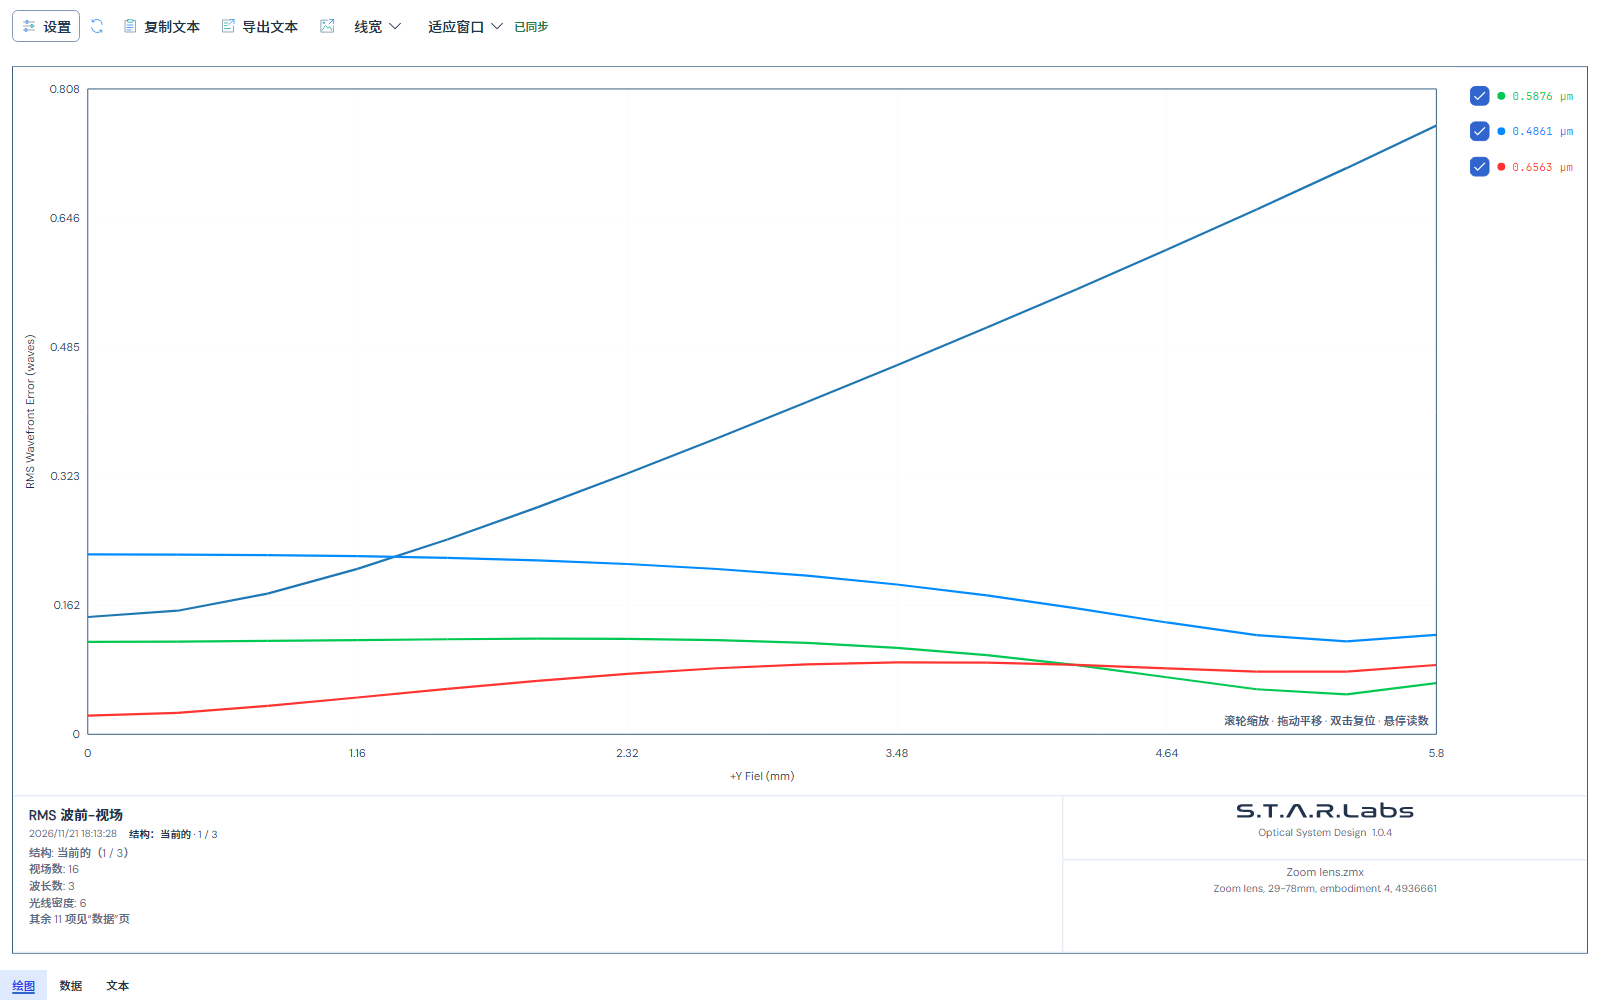 设置 复制文本 导出文本 线宽 适应窗口 已同步
0.808
0.646
0.485
0.323
0.162
0
RMS Wavefront Error (waves)
0 1.16 2.32 3.48 4.64 5.8
+Y Fiel (mm)
滚轮缩放 · 拖动平移 · 双击复位 · 悬停读数
0.5876 µm
0.4861 µm
0.6563 µm
RMS 波前-视场
2026/11/21 18:13:28 结构: 当前的 · 1 / 3
结构: 当前的（1 / 3）
视场数: 16
波长数: 3
光线密度: 6
其余 11 项见“数据”页
S.T.A.R.Labs
Optical System Design 1.0.4
Zoom lens.zmx
Zoom lens, 29-78mm, embodiment 4, 4936661
绘图 数据 文本